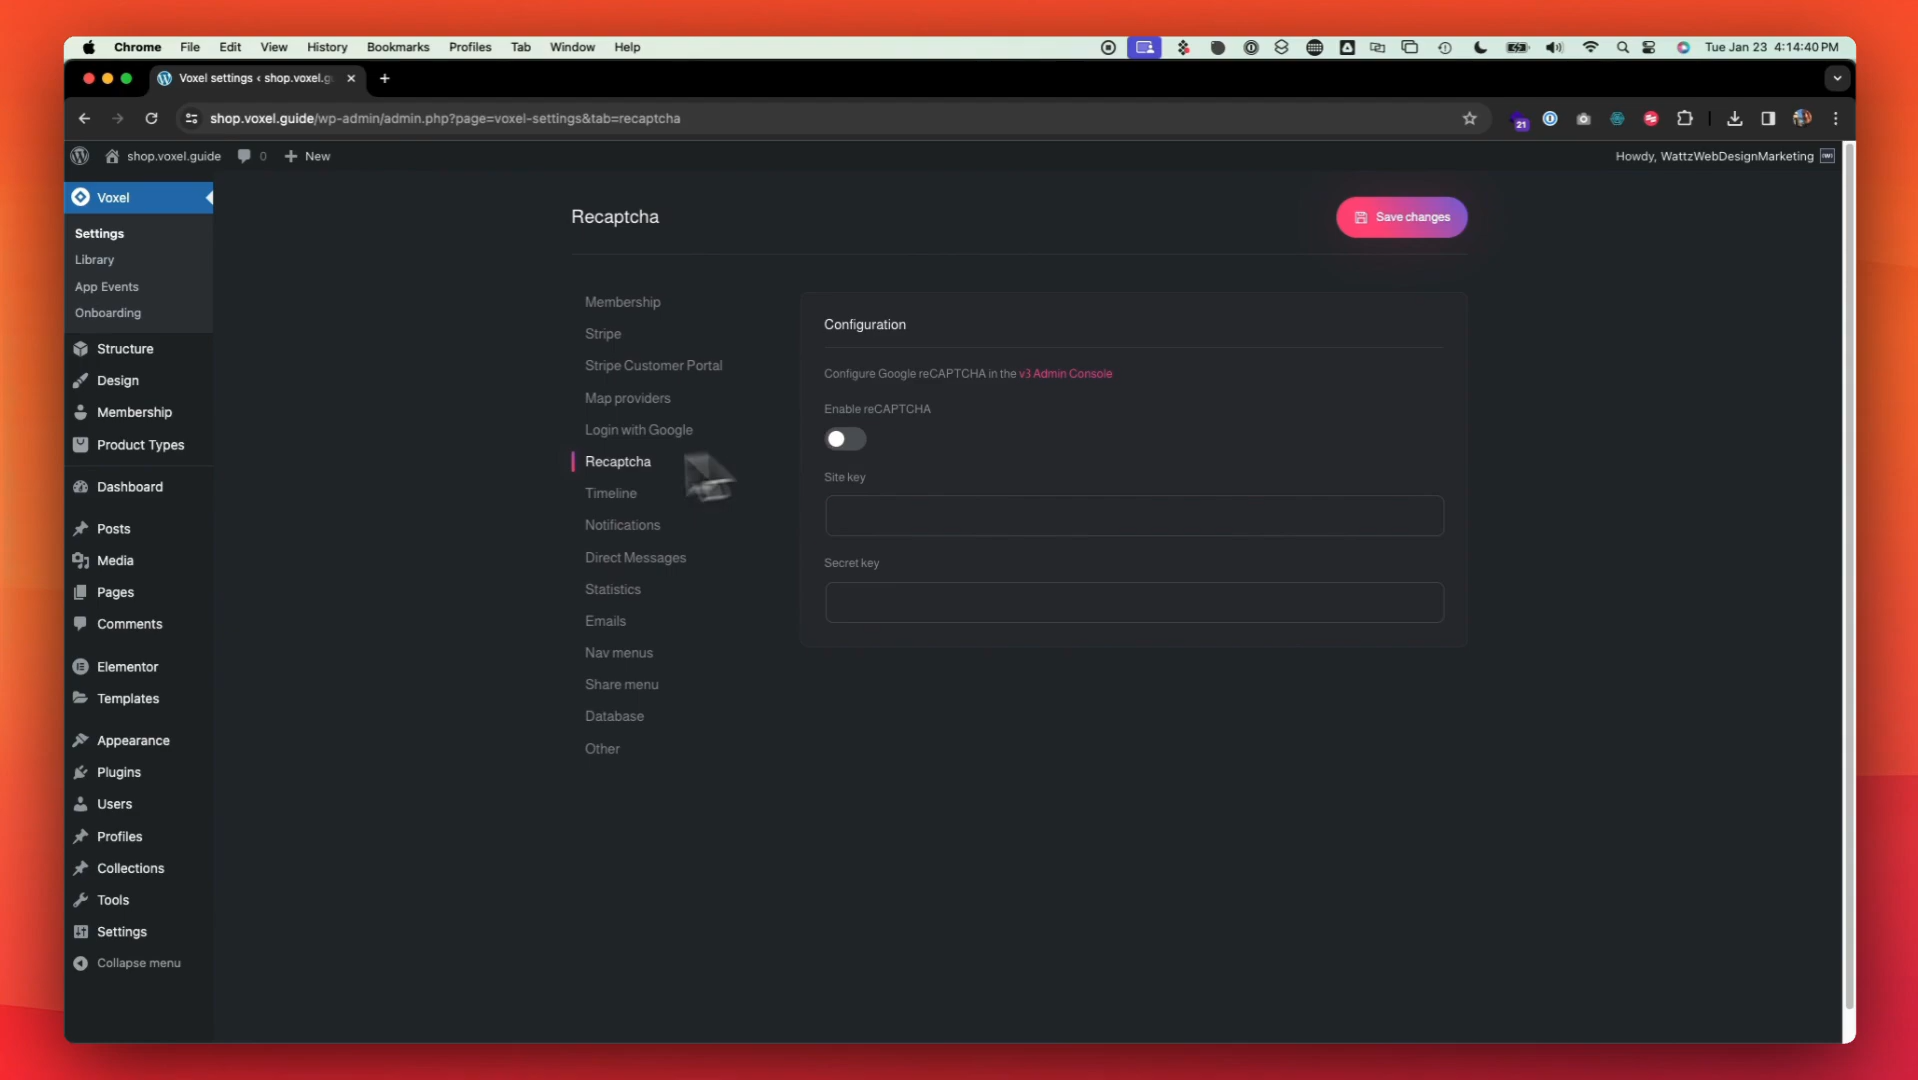 Chrome File Edit View History Bookmarks Profiles Tab Window Help Tue Jan 23 4:14:40 PM
Voxel settings ‹ shop.voxel.g
shop.voxel.guide/wp-admin/admin.php?page=voxel-settings&tab=recaptcha
21
shop.voxel.guide 0 New Howdy, WattzWebDesignMarketing
Voxel
Settings
Library
App Events
Onboarding
Structure
Design
Membership
Product Types
Dashboard
Posts
Media
Pages
Comments
Elementor
Templates
Appearance
Plugins
Users
Profiles
Collections
Tools
Settings
Collapse menu
Recaptcha
Save changes
Membership
Stripe
Stripe Customer Portal
Map providers
Login with Google
Recaptcha
Timeline
Notifications
Direct Messages
Statistics
Emails
Nav menus
Share menu
Database
Other
Configuration
Configure Google reCAPTCHA in the v3 Admin Console
Enable reCAPTCHA
Site key
Secret key